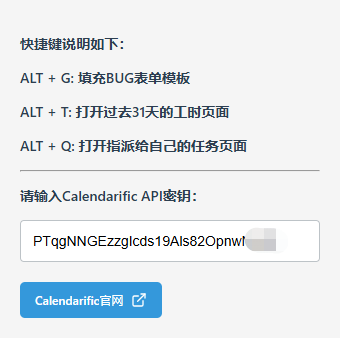 快捷键说明如下：
ALT + G: 填充BUG表单模板
ALT + T: 打开过去31天的工时页面
ALT + Q: 打开指派给自己的任务页面
请输入Calendarific API密钥：
Calendarific官网